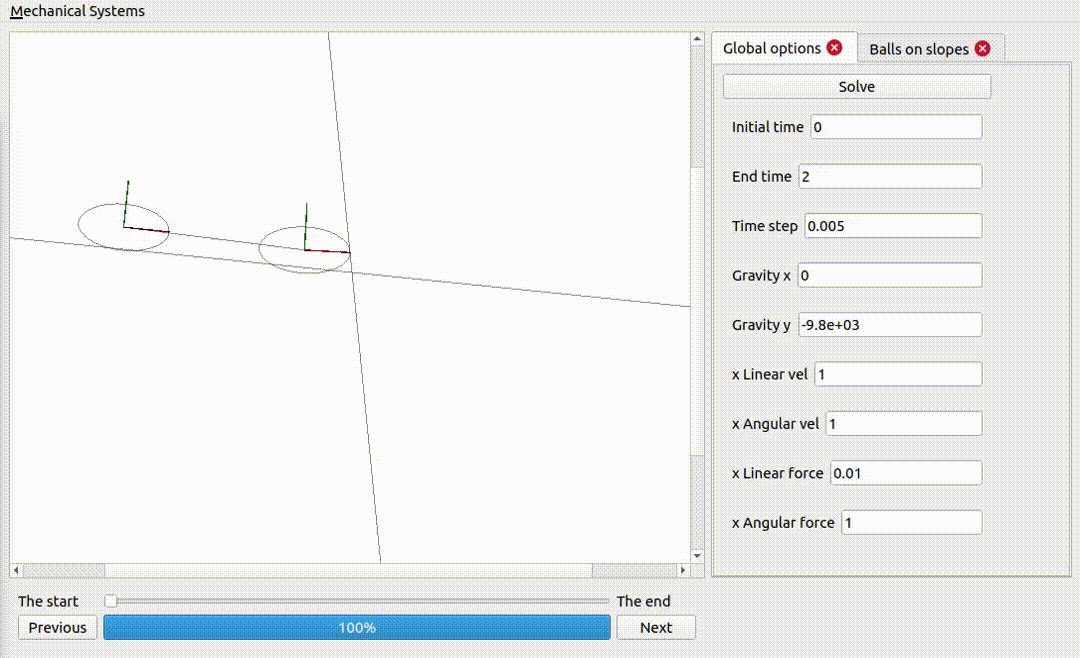 Mechanical Systems
Global options
Balls on slopes
Solve
Initial time 0
End time 2
Time step 0.005
Gravity x 0
Gravity y -9.8e+03
x Linear vel 1
x Angular vel 1
x Linear force 0.01
x Angular force 1
The start
The end
Previous
100%
Next